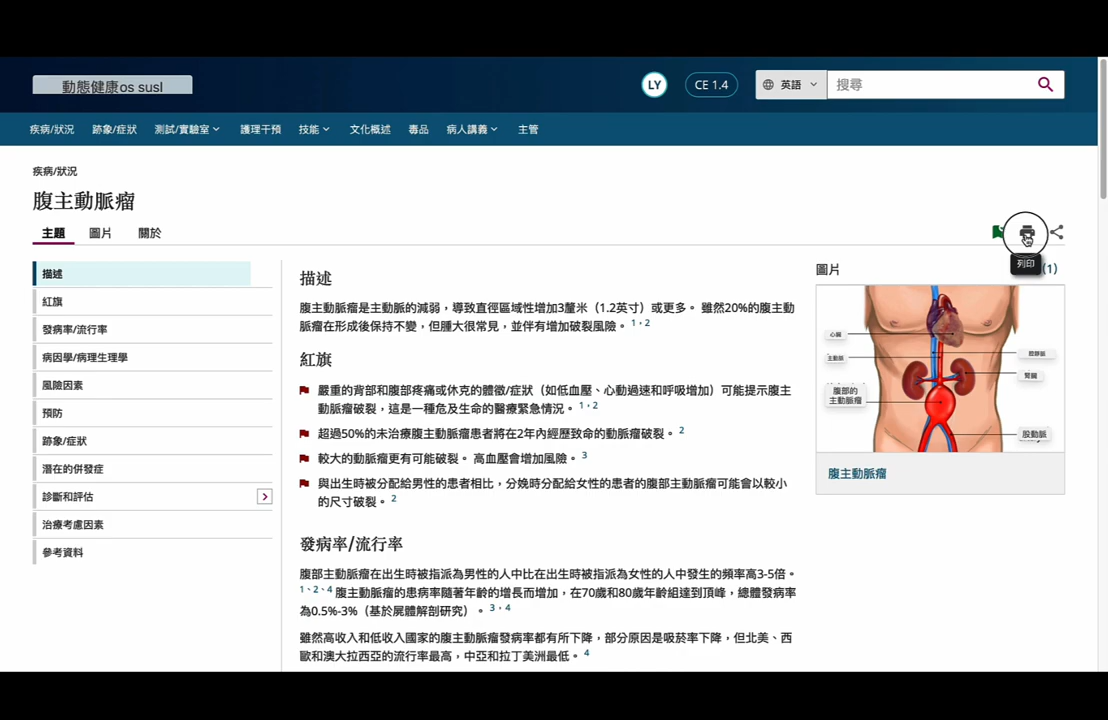 動態健康os susl
LY
CE 1.4
英語
搜尋
疾病/狀況
跡象/症狀
測試/實驗室
護理干預
技能
文化概述
毒品
病人講義
主管
疾病/狀況
腹主動脈瘤
主題
圖片
關於
列印
描述
紅旗
發病率/流行率
病因學/病理生理學
風險因素
預防
跡象/症狀
潛在的併發症
診斷和評估
治療考慮因素
參考資料
描述
腹主動脈瘤是主動脈的減弱，導致直徑區域性增加3釐米（1.2英寸）或更多。 雖然20%的腹主動
脈瘤在形成後保持不變，但腫大很常見，並伴有增加破裂風險。 1，2
紅旗
嚴重的背部和腹部疼痛或休克的體徵/症狀（如低血壓、心動過速和呼吸增加）可能提示腹主
動脈瘤破裂，這是一種危及生命的醫療緊急情況。 1，2
超過50%的未治療腹主動脈瘤患者將在2年內經歷致命的動脈瘤破裂。 2
較大的動脈瘤更有可能破裂。 高血壓會增加風險。 3
與出生時被分配給男性的患者相比，分娩時分配給女性的患者的腹部主動脈瘤可能會以較小
的尺寸破裂。 2
發病率/流行率
腹部主動脈瘤在出生時被指派為男性的人中比在出生時被指派為女性的人中發生的頻率高3-5倍。
1、2、4 腹主動脈瘤的患病率隨著年齡的增長而增加，在70歲和80歲年齡組達到頂峰，總體發病率
為0.5%-3%（基於屍體解剖研究）。 3，4
雖然高收入和低收入國家的腹主動脈瘤發病率都有所下降，部分原因是吸菸率下降，但北美、西
歐和澳大拉西亞的流行率最高，中亞和拉丁美洲最低。 4
圖片
(1)
心臟
主動脈
腎臟
腹部的
主動脈瘤
股動脈
腹主動脈瘤